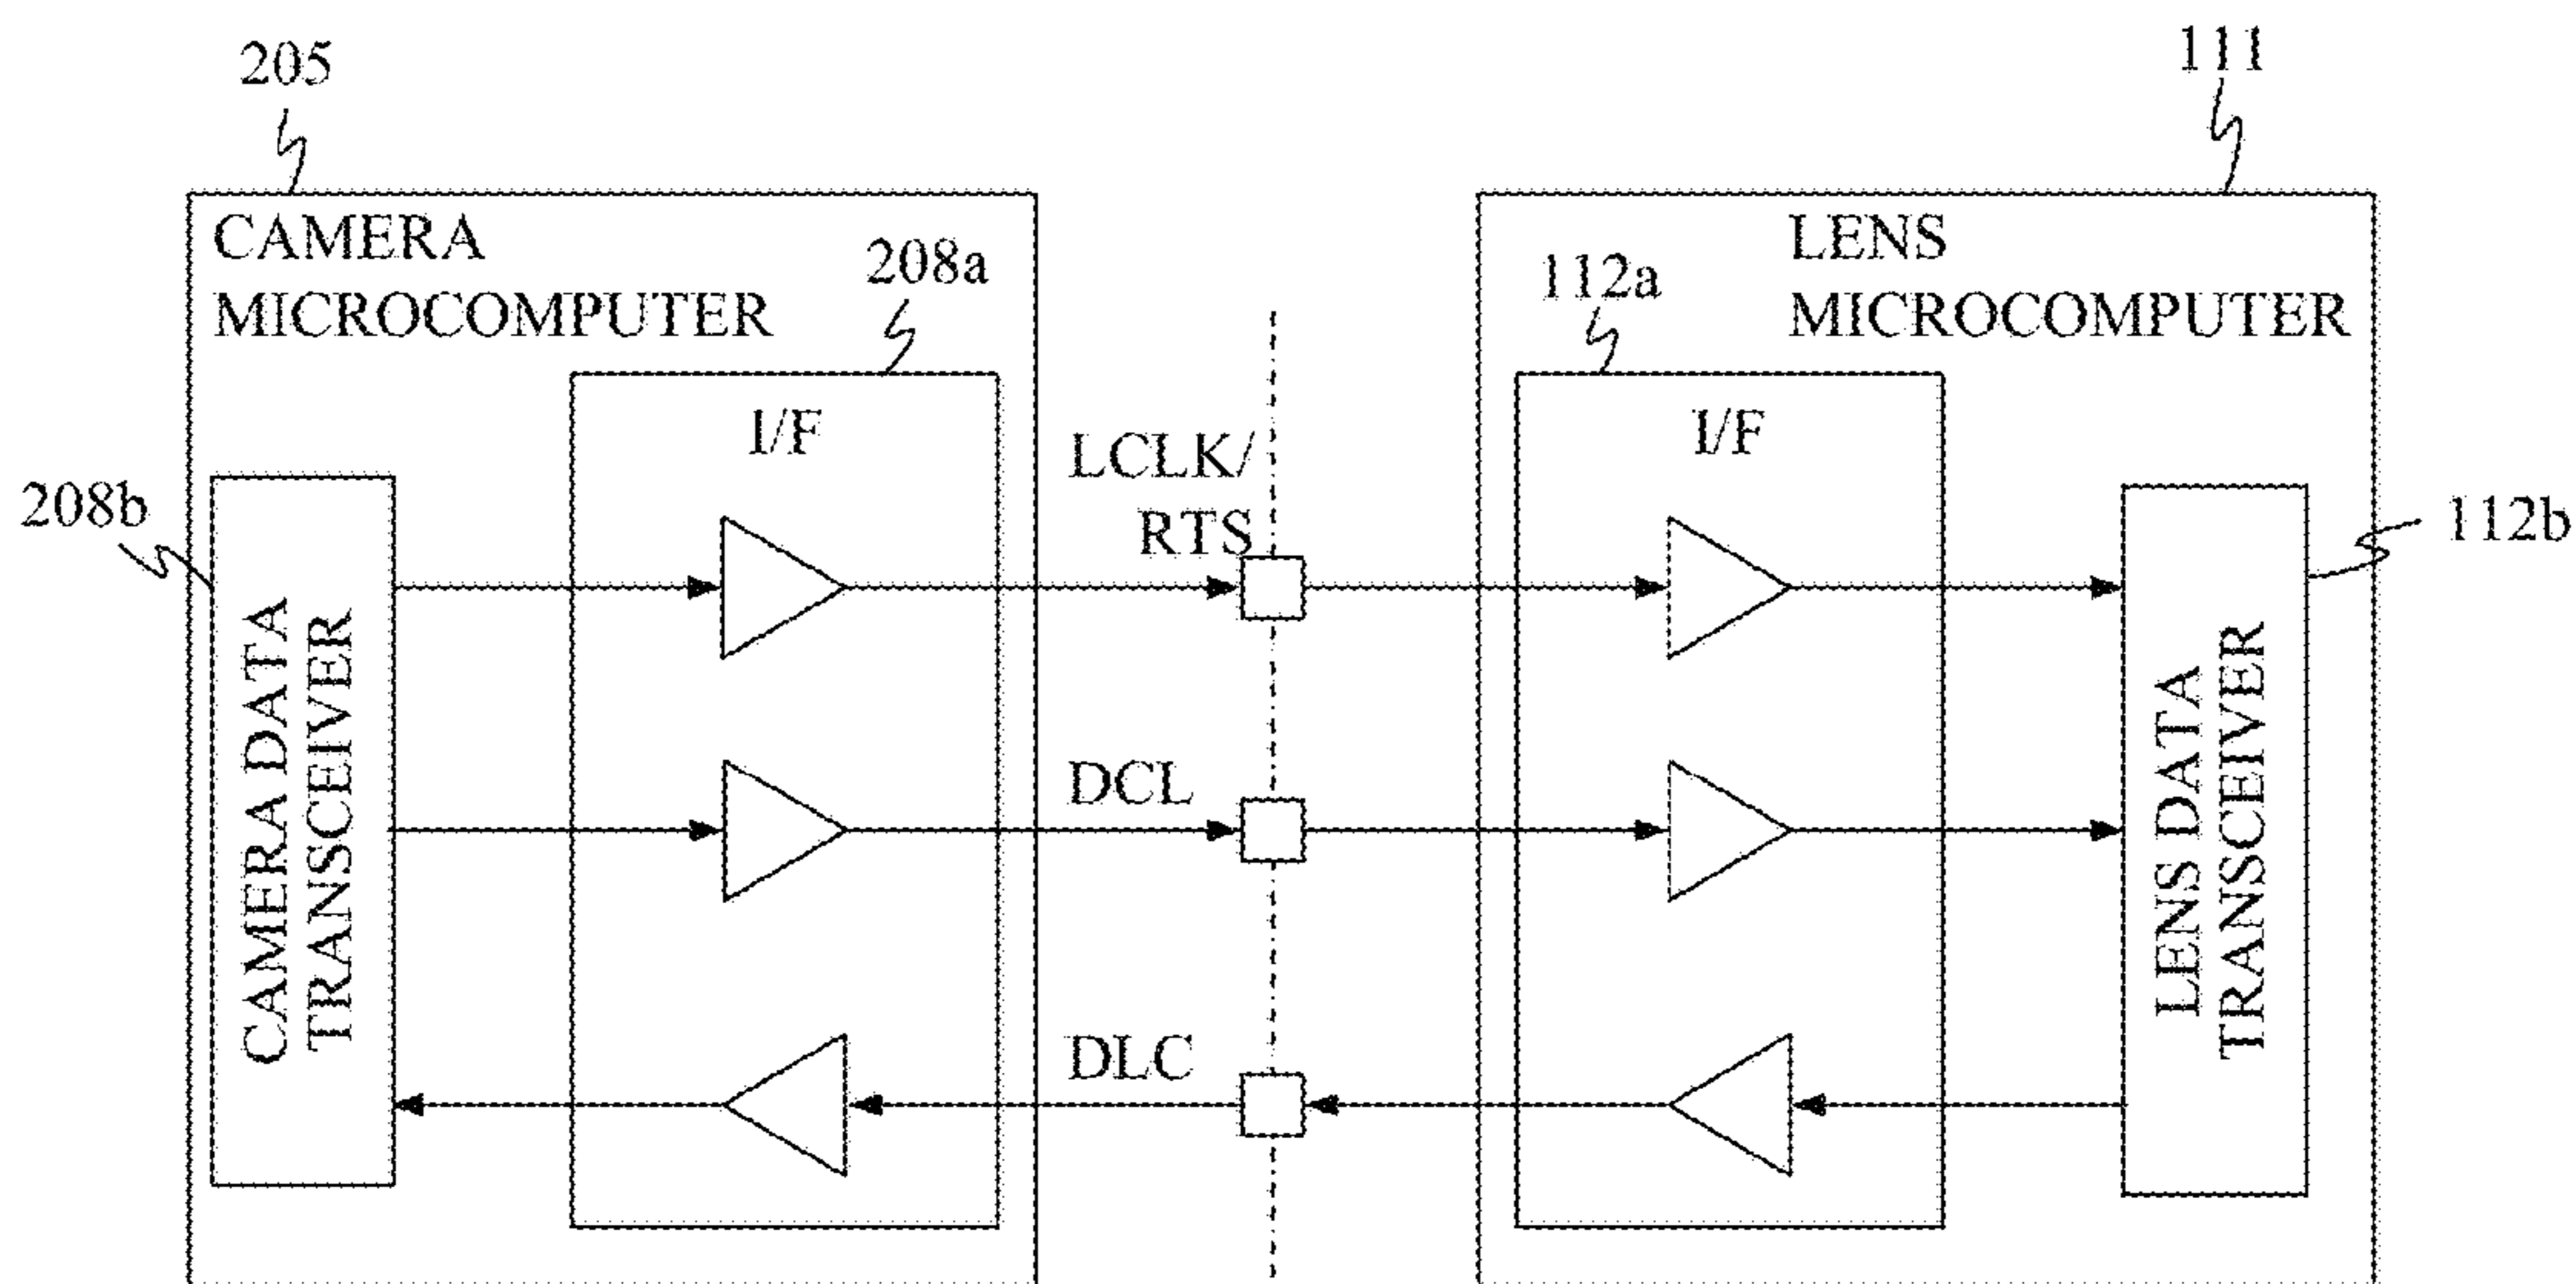 205
111
CAMERA
MICROCOMPUTER
208a
LENS
MICROCOMPUTER
112a
I/F
LCLK/
RTS
I/F
208b
112b
CAMERA DATA
TRANSCEIVER
DCL
DLC
LENS DATA
TRANSCEIVER